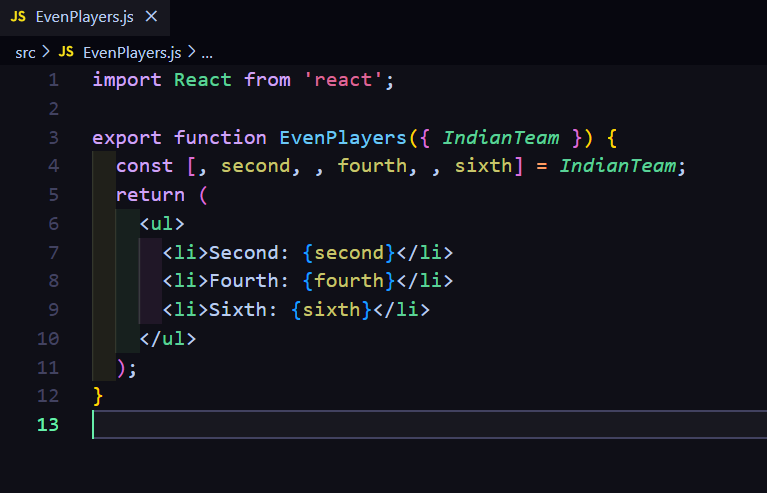 JS EvenPlayers.js ×
src > JS EvenPlayers.js > ...
1 import React from 'react';
2
3 export function EvenPlayers({ IndianTeam }) {
4 const [, second, , fourth, , sixth] = IndianTeam;
5 return (
6 <ul>
7 <li>Second: {second}</li>
8 <li>Fourth: {fourth}</li>
9 <li>Sixth: {sixth}</li>
10 </ul>
11 );
12 }
13